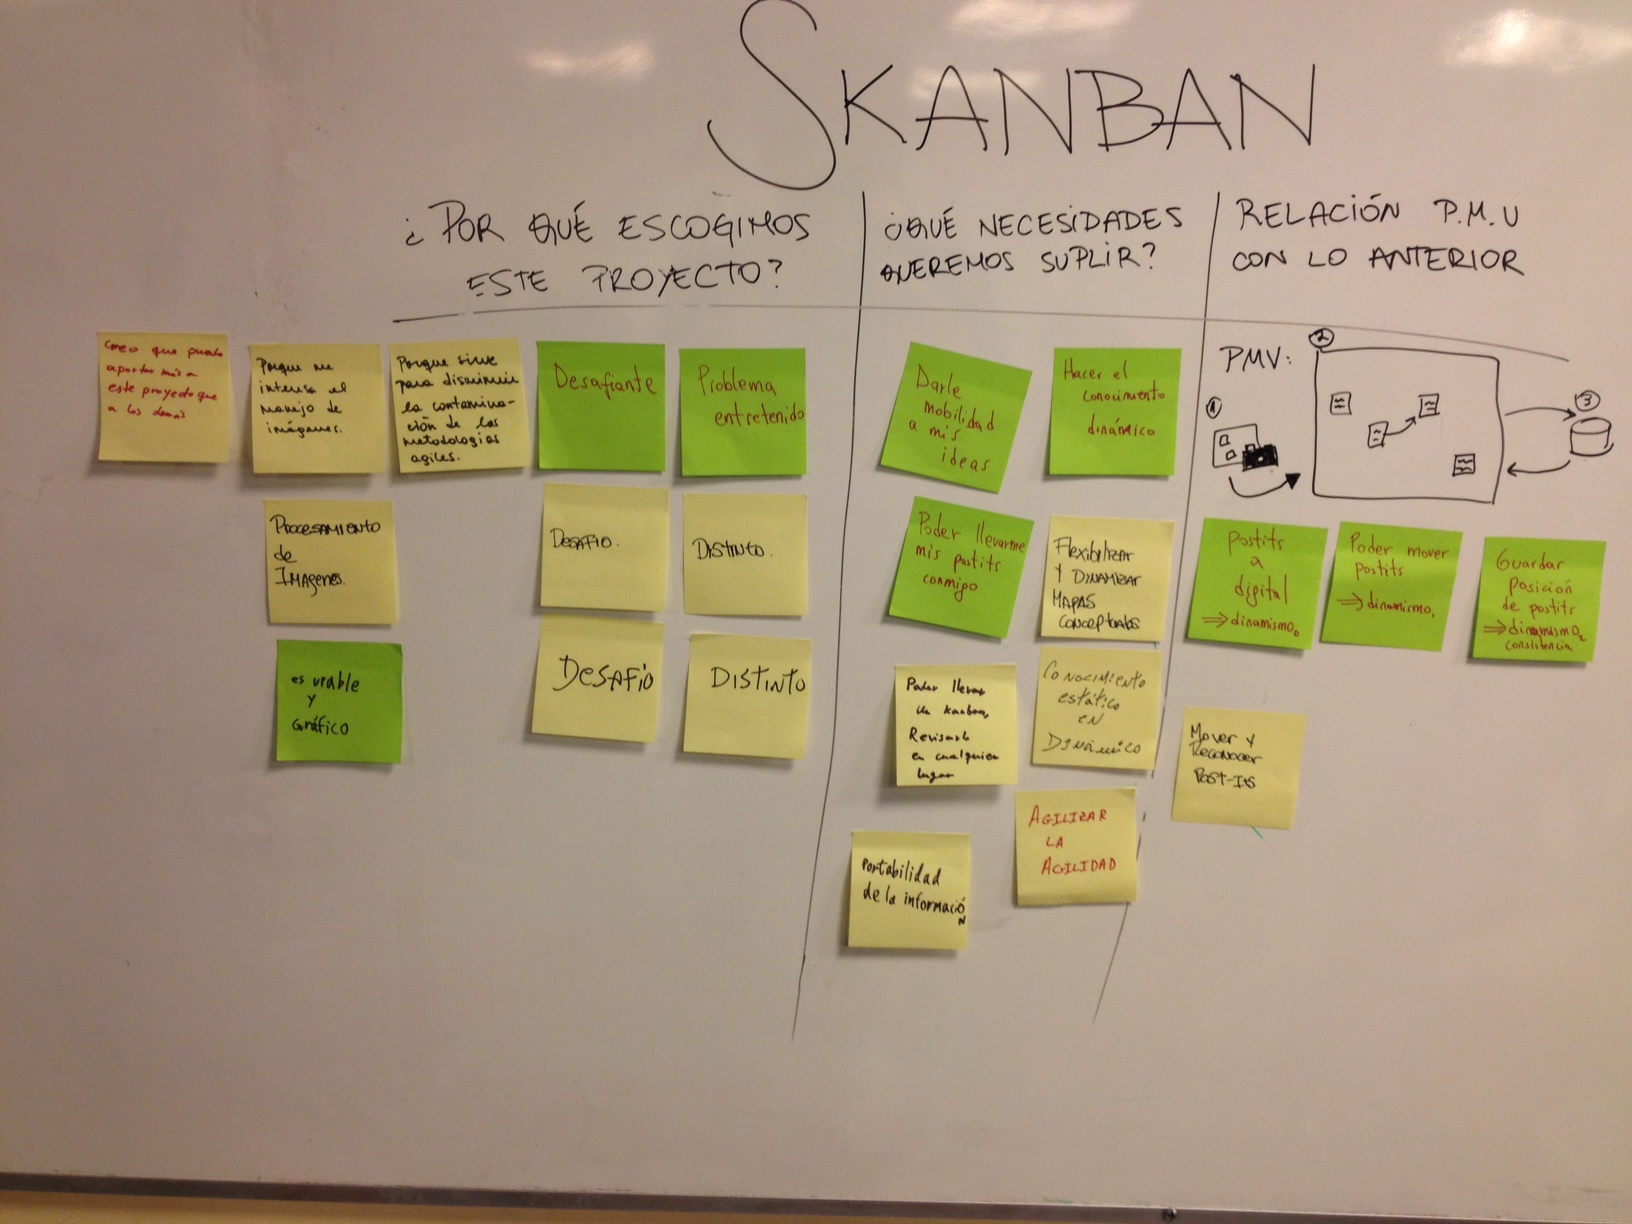 SKANBAN
¿POR QUÉ ESCOGIMOS
ESTE PROYECTO?
¿QUÉ NECESIDADES
QUEREMOS SUPLIR?
RELACIÓN P.M.U
CON LO ANTERIOR
Creo que puedo
aportar más a
este proyecto que
a los demás
Porque me
interesa el
manejo de
imágenes.
Porque sirve
para disminuir
la contamina-
ción de las
metodologías
agiles.
Desafiante
Problema
entretenido
PROCESAMIENTO
de
IMAGENES.
DESAFIO.
DISTINTO.
es usable
y
Gráfico
DESAFIO
DISTINTO
Darle
mobilidad
a mis
ideas
Hacer el
conocimiento
dinámico
Poder llevarme
mis postits
conmigo
Flexibilizar
Y DINAMIZAR
MAPAS
CONCEPTUALES
Poder llevar
un kanban,
Revisarlo
en cualquier
lugar
CONOCIMIENTO
estático
EN
DINÁMICO
Portabilidad
de la informació
N
AGILIZAR
LA
AGILIDAD
PMV:
1
2
3
Postits
a
digital
⇒ dinamismo
Poder mover
postits
⇒ dinamismo,
Guardar
posición
de postits
⇒ dinamismo
consistencia
Mover y
Reconocer
POST-ITS